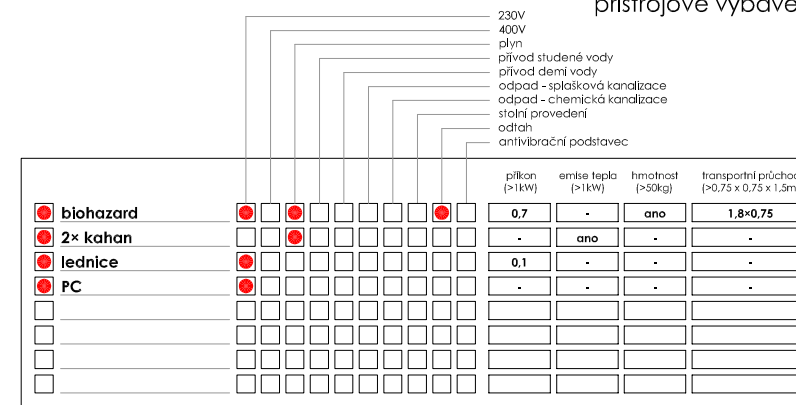 přístrojové vybave
230V
400V
plyn
přívod studené vody
přívod demi vody
odpad - splašková kanalizace
odpad - chemická kanalizace
stolní provedení
odtah
antivibrační podstavec
příkon emise tepla hmotnost transportní průchod
(>1kW) (>1kW) (>50kg) (>0,75 x 0,75 x 1,5m
biohazard 0,7 - ano 1,8×0,75
2× kahan - ano - -
lednice 0,1 - - -
PC - - - -